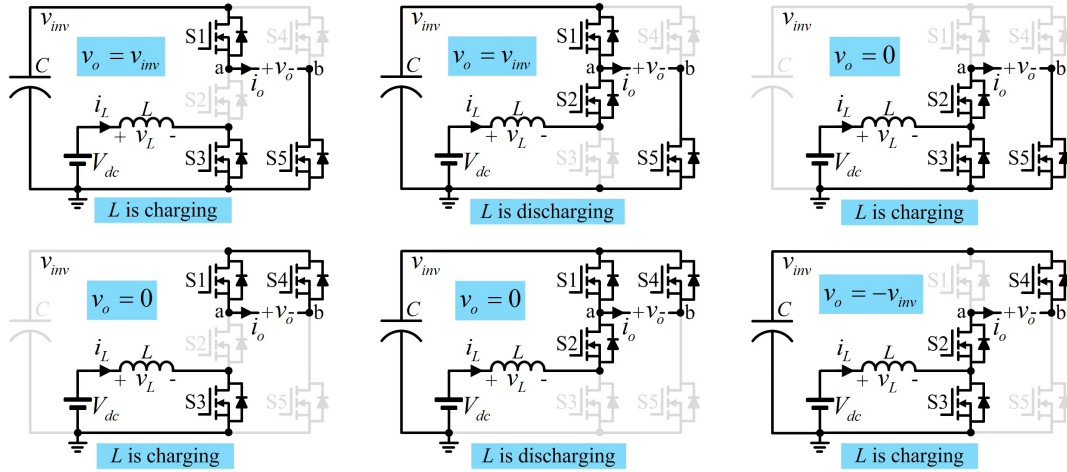 v_inv
S1
S4
v_o = v_inv
C
a
+ v_o -
b
i_o
S2
i_L
L
+ v_L -
S3
S5
V_dc
L is charging
v_inv
S1
S4
v_o = v_inv
C
a
+ v_o -
b
i_o
S2
i_L
L
+ v_L -
S3
S5
V_dc
L is discharging
v_inv
S1
S4
v_o = 0
C
a
+ v_o -
b
i_o
S2
i_L
L
+ v_L -
S3
S5
V_dc
L is charging
v_inv
S1
S4
v_o = 0
C
a
+ v_o -
b
i_o
S2
i_L
L
+ v_L -
S3
S5
V_dc
L is charging
v_inv
S1
S4
v_o = 0
C
a
+ v_o -
b
i_o
S2
i_L
L
+ v_L -
S3
S5
V_dc
L is discharging
v_inv
S1
S4
v_o = -v_inv
C
a
+ v_o -
b
i_o
S2
i_L
L
+ v_L -
S3
S5
V_dc
L is charging